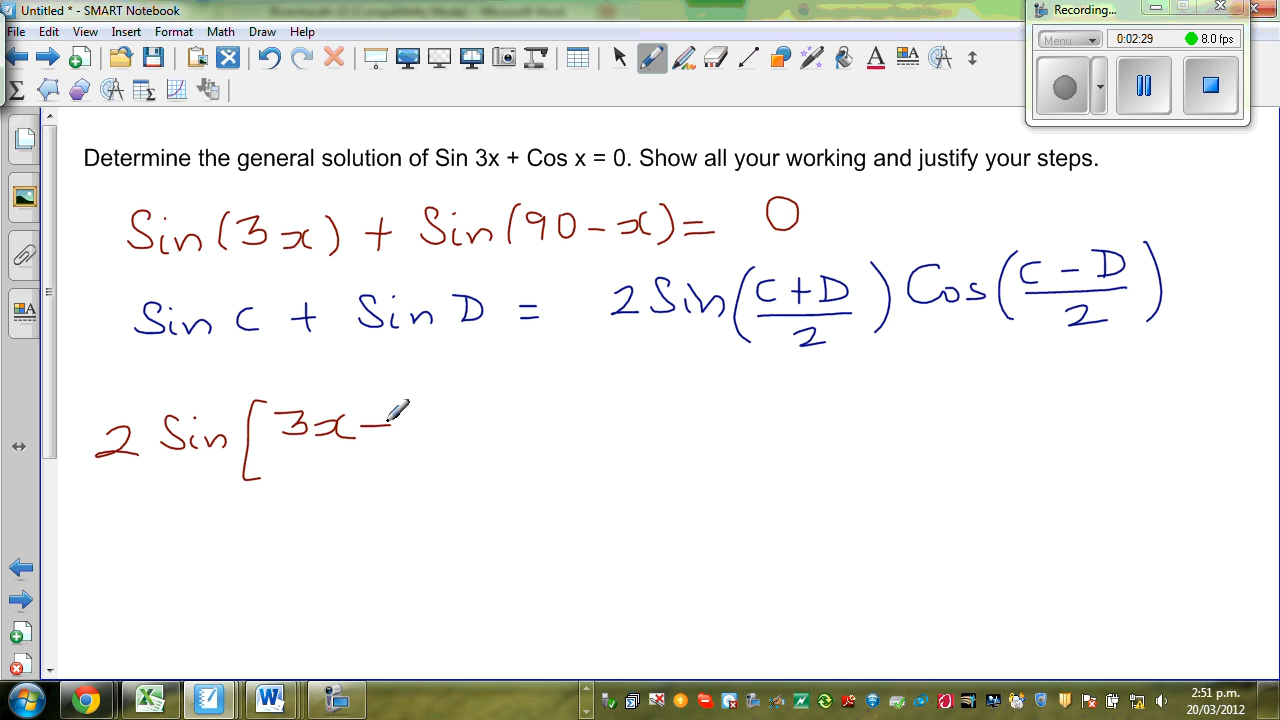 Untitled * - SMART Notebook
Recording...
File Edit View Insert Format Math Draw Help
Menu
0:02:29
8.0 fps
Determine the general solution of Sin 3x + Cos x = 0. Show all your working and justify your steps.
Sin(3x) + Sin(90-x) = 0
Sin C + Sin D = 2 Sin(C+D/2) Cos(C-D/2)
2 Sin[3x -
2:51 p.m.
20/03/2012